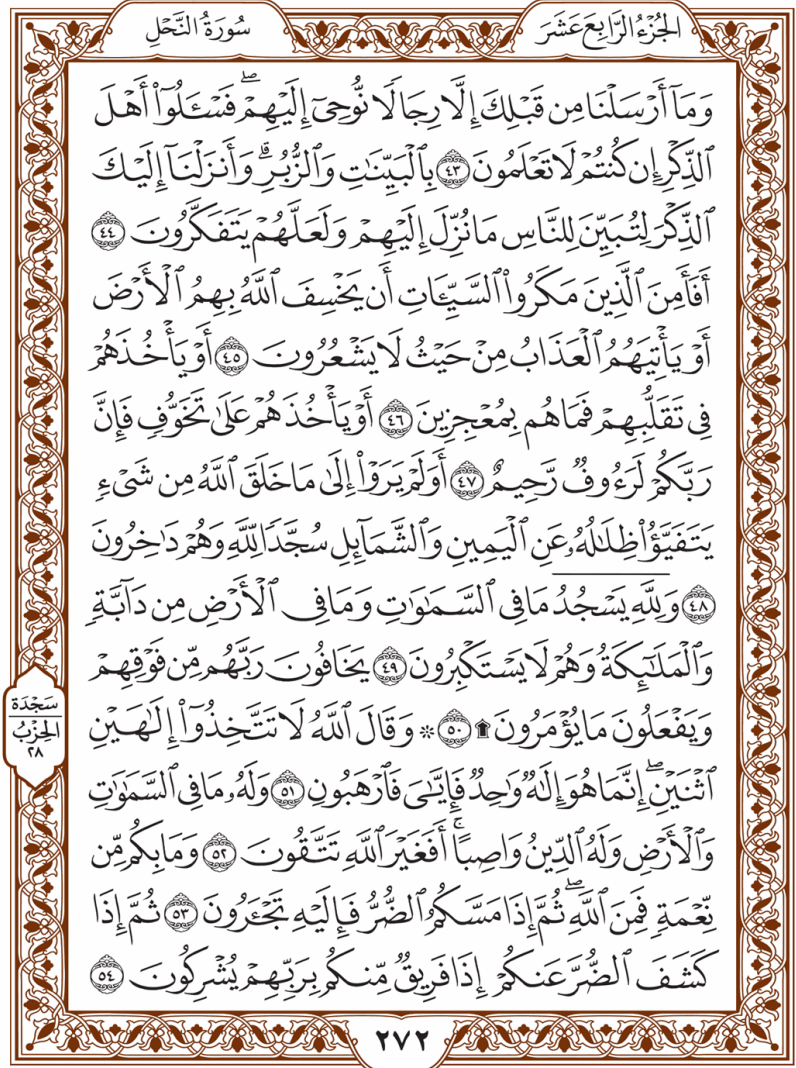 الجُزْءُ الرَّابِعَ عَشَرَ
سُورَةُ النَّحْلِ
وَمَآ أَرْسَلْنَا مِن قَبْلِكَ إِلَّا رِجَالًا نُّوحِىٓ إِلَيْهِمْ ۖ فَسْـَٔلُوٓا۟ أَهْلَ
ٱلذِّكْرِ إِن كُنتُمْ لَا تَعْلَمُونَ ٤٣ بِٱلْبَيِّنَـٰتِ وَٱلزُّبُرِ ۗ وَأَنزَلْنَآ إِلَيْكَ
ٱلذِّكْرَ لِتُبَيِّنَ لِلنَّاسِ مَا نُزِّلَ إِلَيْهِمْ وَلَعَلَّهُمْ يَتَفَكَّرُونَ ٤٤
أَفَأَمِنَ ٱلَّذِينَ مَكَرُوا۟ ٱلسَّيِّـَٔاتِ أَن يَخْسِفَ ٱللَّهُ بِهِمُ ٱلْأَرْضَ
أَوْ يَأْتِيَهُمُ ٱلْعَذَابُ مِنْ حَيْثُ لَا يَشْعُرُونَ ٤٥ أَوْ يَأْخُذَهُمْ
فِى تَقَلُّبِهِمْ فَمَا هُم بِمُعْجِزِينَ ٤٦ أَوْ يَأْخُذَهُمْ عَلَىٰ تَخَوُّفٍ فَإِنَّ
رَبَّكُمْ لَرَءُوفٌ رَّحِيمٌ ٤٧ أَوَلَمْ يَرَوْا۟ إِلَىٰ مَا خَلَقَ ٱللَّهُ مِن شَىْءٍ
يَتَفَيَّؤُا۟ ظِلَـٰلُهُۥ عَنِ ٱلْيَمِينِ وَٱلشَّمَآئِلِ سُجَّدًا لِّلَّهِ وَهُمْ دَٰخِرُونَ
٤٨ وَلِلَّهِ يَسْجُدُ مَا فِى ٱلسَّمَـٰوَٰتِ وَمَا فِى ٱلْأَرْضِ مِن دَآبَّةٍ
وَٱلْمَلَـٰٓئِكَةُ وَهُمْ لَا يَسْتَكْبِرُونَ ٤٩ يَخَافُونَ رَبَّهُم مِّن فَوْقِهِمْ
وَيَفْعَلُونَ مَا يُؤْمَرُونَ ۩ ٥٠ ۞ وَقَالَ ٱللَّهُ لَا تَتَّخِذُوٓا۟ إِلَـٰهَيْنِ
ٱثْنَيْنِ ۖ إِنَّمَا هُوَ إِلَـٰهٌ وَٰحِدٌ فَإِيَّـٰىَ فَٱرْهَبُونِ ٥١ وَلَهُۥ مَا فِى ٱلسَّمَـٰوَٰتِ
وَٱلْأَرْضِ وَلَهُ ٱلدِّينُ وَاصِبًا ۚ أَفَغَيْرَ ٱللَّهِ تَتَّقُونَ ٥٢ وَمَا بِكُم مِّن
نِّعْمَةٍ فَمِنَ ٱللَّهِ ۖ ثُمَّ إِذَا مَسَّكُمُ ٱلضُّرُّ فَإِلَيْهِ تَجْـَٔرُونَ ٥٣ ثُمَّ إِذَا
كَشَفَ ٱلضُّرَّ عَنكُمْ إِذَا فَرِيقٌ مِّنكُم بِرَبِّهِمْ يُشْرِكُونَ ٥٤
سَجْدَة
الحِزْبُ
٢٨
٢٧٢